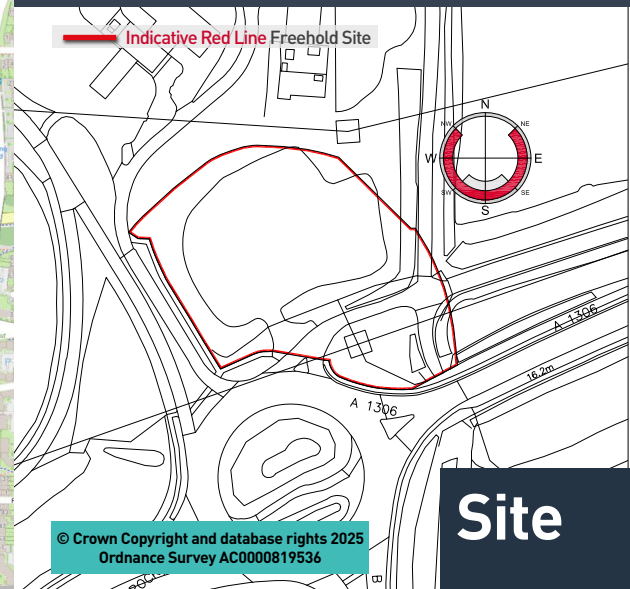 Indicative Red Line Freehold Site
N
NW
NE
W
E
SW
SE
S
A 1306
16.2m
A 1306
Site
© Crown Copyright and database rights 2025
Ordnance Survey AC0000819536
B